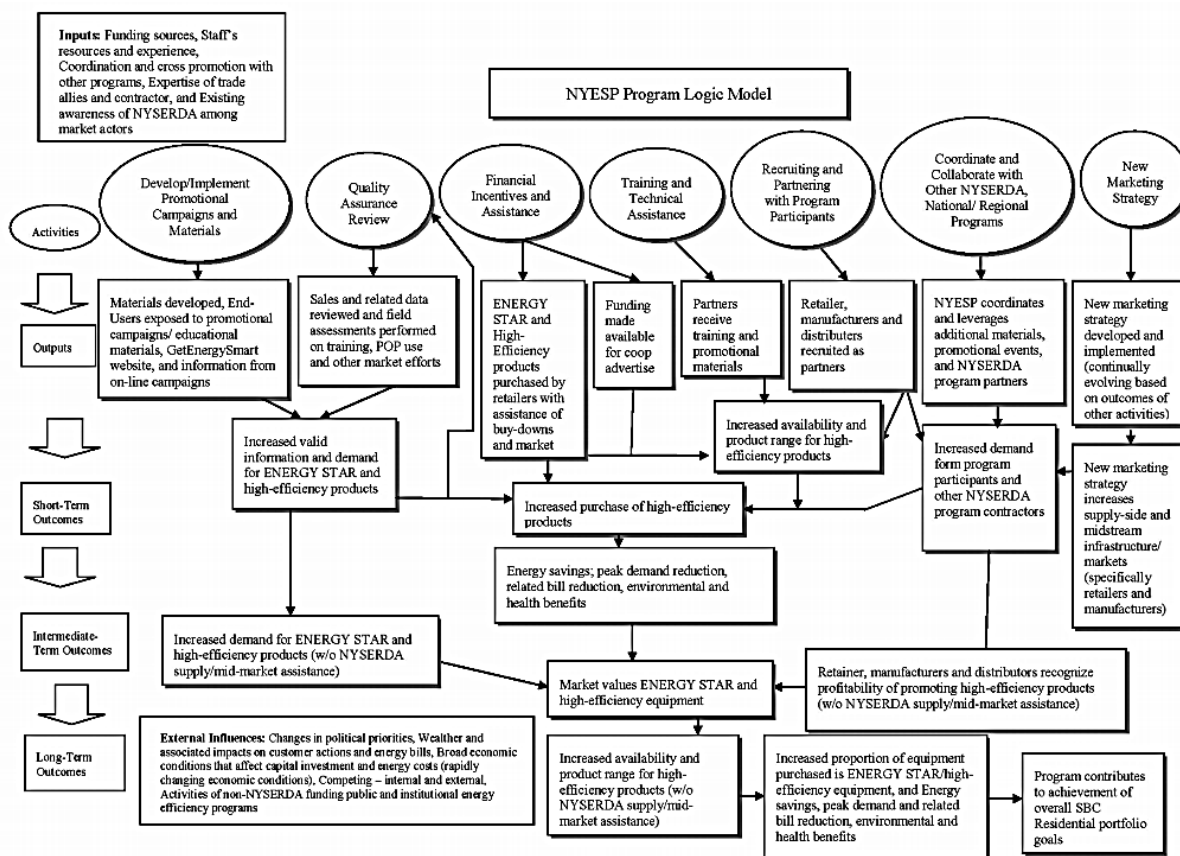 Inputs: Funding sources, Staff's
resources and experience,
Coordination and cross promotion with
other programs, Expertise of trade
allies and contractor, and Existing
awareness of NYSERDA among
market actors
NYESP Program Logic Model
Activities
Develop/Implement
Promotional
Campaigns and
Materials
Quality
Assurance
Review
Financial
Incentives and
Assistance
Training and
Technical
Assistance
Recruiting and
Partnering
with Program
Participants
Coordinate and
Collaborate with
Other NYSERDA,
National/ Regional
Programs
New
Marketing
Strategy
Outputs
Materials developed, End-
Users exposed to promotional
campaigns/ educational
materials, GetEnergySmart
website, and information from
on-line campaigns
Sales and related data
reviewed and field
assessments performed
on training, POP use
and other market efforts
ENERGY
STAR and
High-
Efficiency
products
purchased by
retailers with
assistance of
buy-downs
and market
Funding
made
available
for coop
advertise
Partners
receive
training and
promotional
materials
Retailer,
manufacturers and
distributers
recruited as
partners
NYESP coordinates
and leverages
additional materials,
promotional events,
and NYSERDA
program partners
New marketing
strategy
developed and
implemented
(continually
evolving based
on outcomes of
other activities)
Short-Term
Outcomes
Increased valid
information and demand
for ENERGY STAR and
high-efficiency products
Increased availability and
product range for high-
efficiency products
Increased demand
form program
participants and
other NYSERDA
program contractors
New marketing
strategy
increases
supply-side and
midstream
infrastructure/
markets
(specifically
retailers and
manufacturers)
Increased purchase of high-efficiency
products
Energy savings; peak demand reduction,
related bill reduction, environmental and
health benefits
Intermediate-
Term Outcomes
Increased demand for ENERGY STAR and
high-efficiency products (w/o NYSERDA
supply/mid-market assistance)
Market values ENERGY STAR and
high-efficiency equipment
Retainer, manufacturers and distributors recognize
profitability of promoting high-efficiency products
(w/o NYSERDA supply/mid-market assistance)
Long-Term
Outcomes
External Influences: Changes in political priorities, Wealther and
associated impacts on customer actions and energy bills, Broad economic
conditions that affect capital investment and energy costs (rapidly
changing economic conditions), Competing – internal and external,
Activities of non-NYSERDA funding public and institutional energy
efficiency programs
Increased availability and
product range for high-
efficiency products (w/o
NYSERDA supply/mid-
market assistance)
Increased proportion of equipment
purchased is ENERGY STAR/high-
efficiency equipment, and Energy
savings, peak demand and related
bill reduction, environmental and
health benefits
Program contributes
to achievement of
overall SBC
Residential portfolio
goals